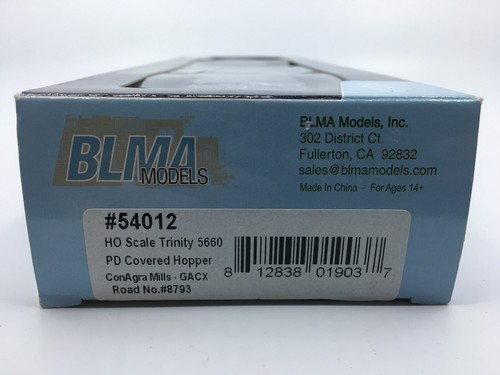 BLMA
MODELS
BLMA Models, Inc.
302 District Ct.
Fullerton, CA 92832
sales@blmamodels.com
Made in China - For Ages 14+
#54012
HO Scale Trinity 5660
PD Covered Hopper
ConAgra Mills - GACX
Road No.#8793
8 12838 01903 7